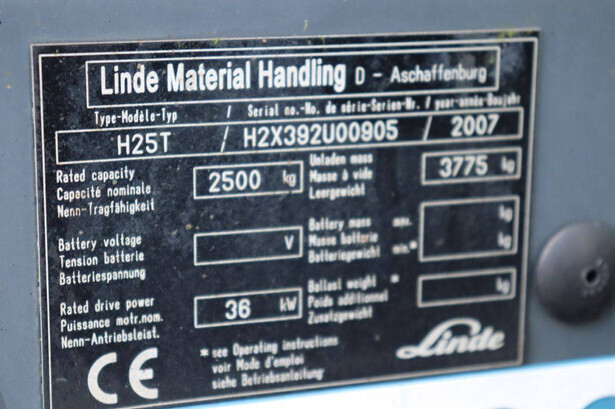 Linde Material Handling D - Aschaffenburg
Type-Modèle-Typ / Serial no.-No. de série-Serien-Nr. / year-année-Baujahr
H25T / H2X392U00905 / 2007
Rated capacity
Capacité nominale
Nenn-Tragfähigkeit
2500 kg
Unladen mass
Masse à vide
Leergewicht
3775 kg
Battery voltage
Tension batterie
Batteriespannung
V
Battery mass max.
Masse batterie
Batteriegewicht min.*
kg
kg
Rated drive power
Puissance motr.nom.
Nenn-Antriebsleist.
36 kW
Ballast weight *
Poids additionnel
Zusatzgewicht
kg
CE
* see Operating instructions
voir Mode d'emploi
siehe Betriebsanleitung
Linde